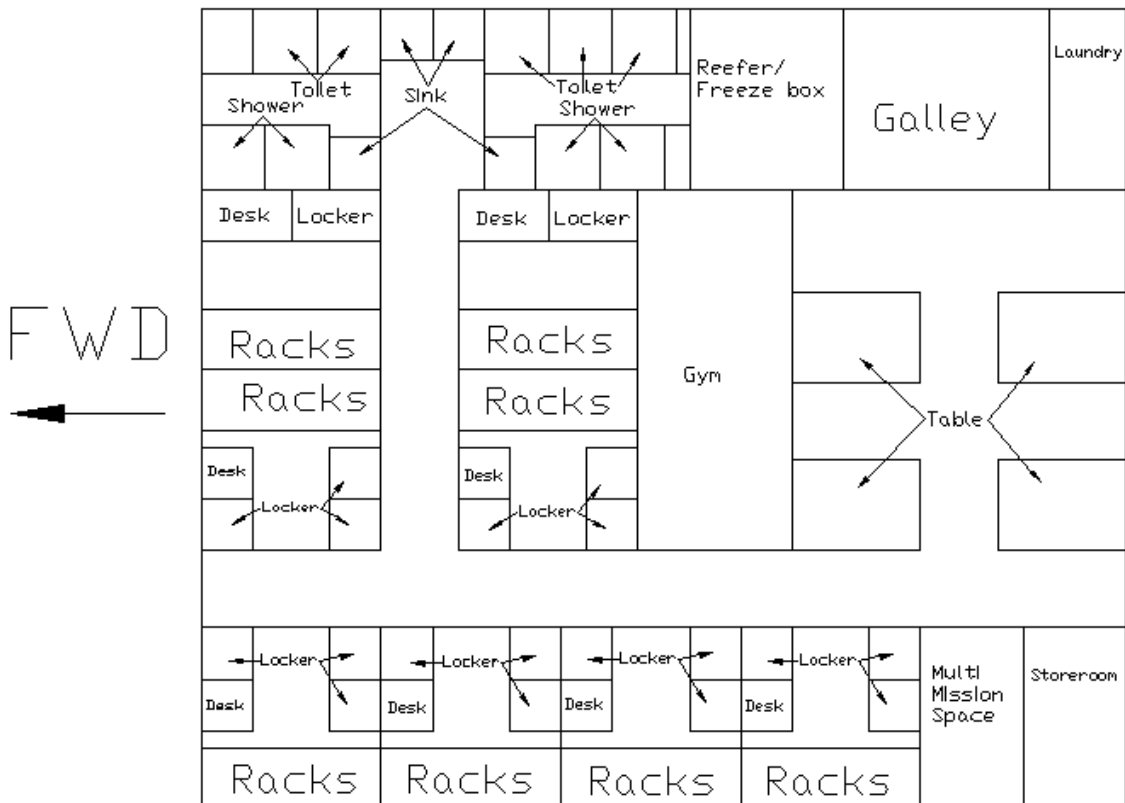 Toilet
Sink
Toilet
Shower
Shower
Reefer/
Freeze box
Galley
Laundry
Desk
Locker
Desk
Locker
FWD
Racks
Racks
Racks
Racks
Gym
Table
Desk
Locker
Desk
Locker
Locker
Locker
Locker
Locker
Desk
Desk
Desk
Desk
Multi
Mission
Space
Storeroom
Racks
Racks
Racks
Racks